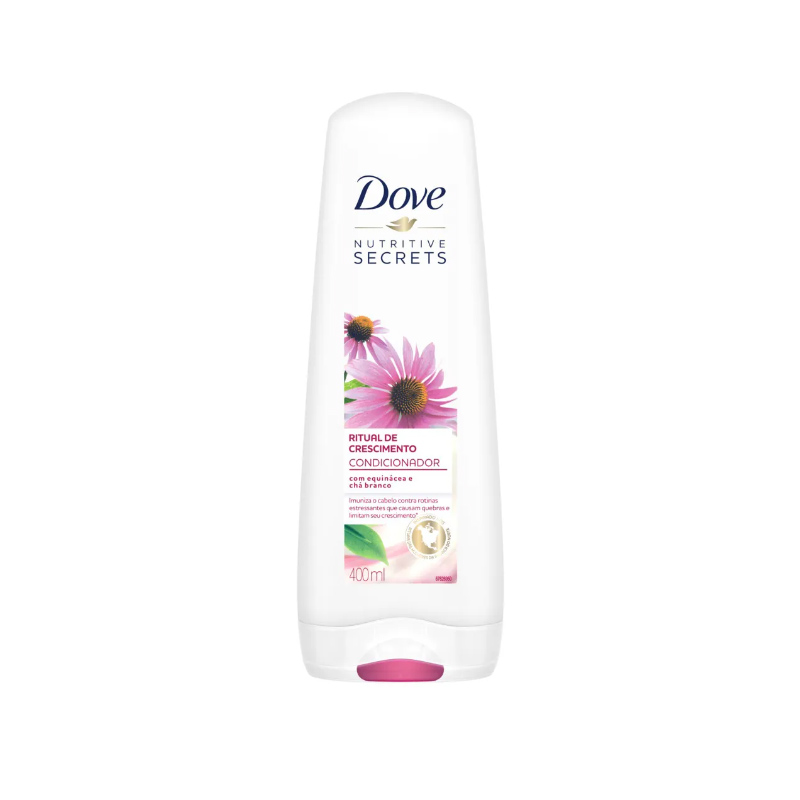 Dove
NUTRITIVE
SECRETS
RITUAL DE
CRESCIMENTO
CONDICIONADOR
com equinácea e
chá branco
Imuniza o cabelo contra rotinas
estressantes que causam quebras e
limitam seu crescimento*
400ml